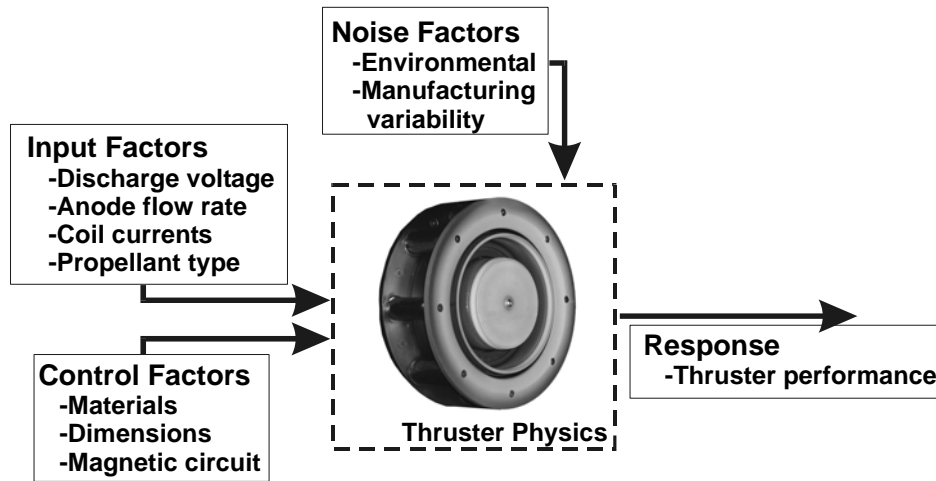 Noise Factors
-Environmental
-Manufacturing
variability
Input Factors
-Discharge voltage
-Anode flow rate
-Coil currents
-Propellant type
Control Factors
-Materials
-Dimensions
-Magnetic circuit
Thruster Physics
Response
-Thruster performance